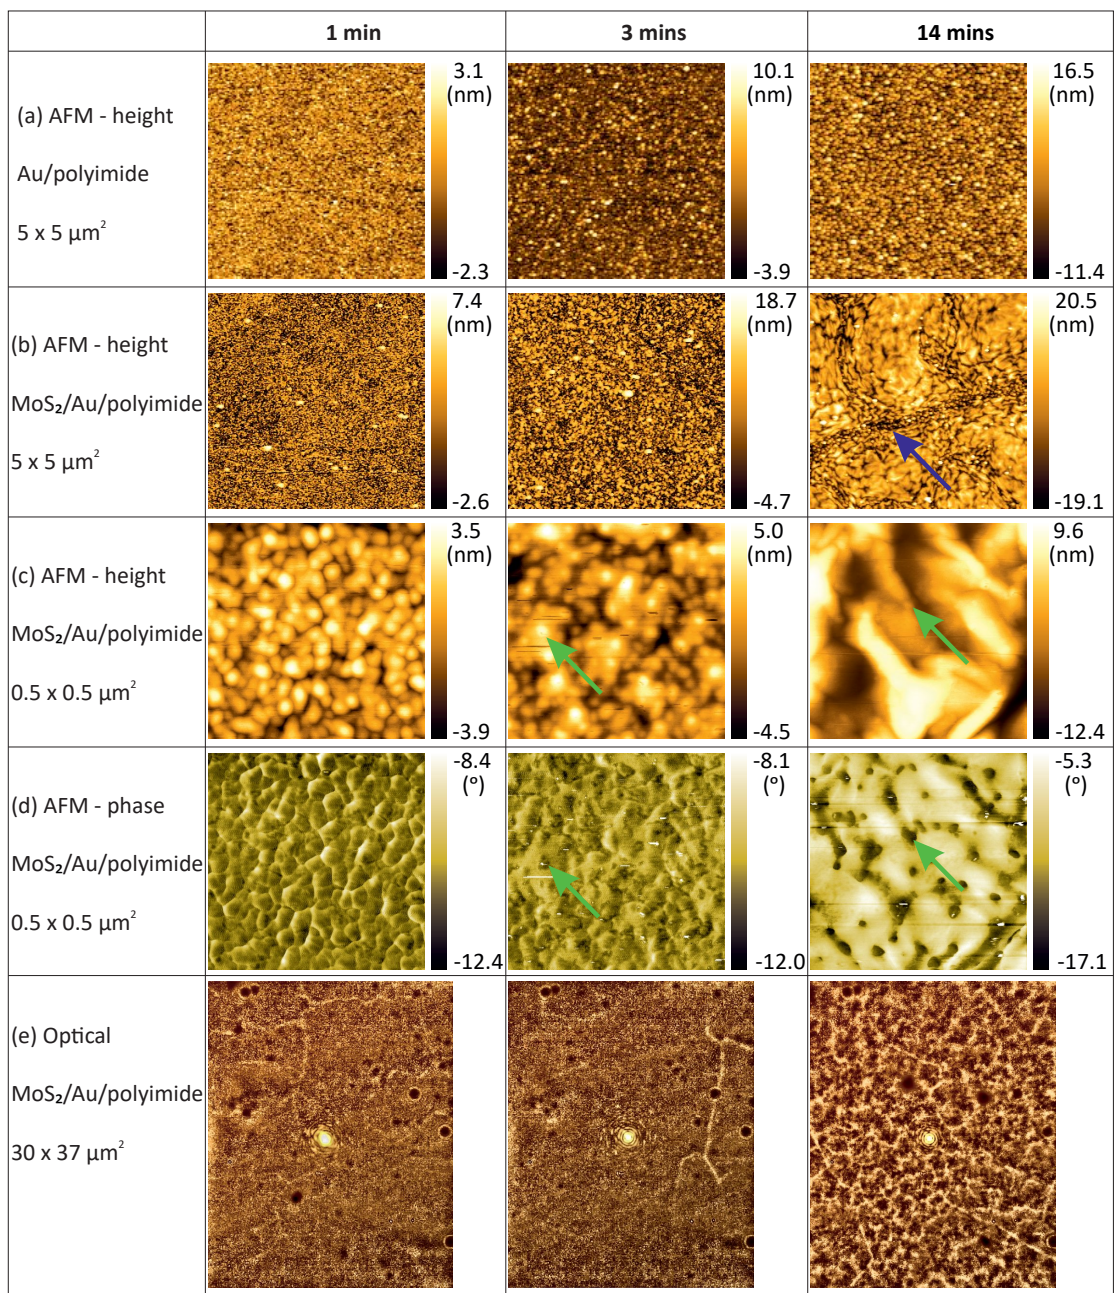 1 min 3 mins 14 mins
(a) AFM - height
Au/polyimide
5 x 5 µm²
3.1
(nm)
-2.3
10.1
(nm)
-3.9
16.5
(nm)
-11.4
(b) AFM - height
MoS₂/Au/polyimide
5 x 5 µm²
7.4
(nm)
-2.6
18.7
(nm)
-4.7
20.5
(nm)
-19.1
(c) AFM - height
MoS₂/Au/polyimide
0.5 x 0.5 µm²
3.5
(nm)
-3.9
5.0
(nm)
-4.5
9.6
(nm)
-12.4
(d) AFM - phase
MoS₂/Au/polyimide
0.5 x 0.5 µm²
-8.4
(°)
-12.4
-8.1
(°)
-12.0
-5.3
(°)
-17.1
(e) Optical
MoS₂/Au/polyimide
30 x 37 µm²